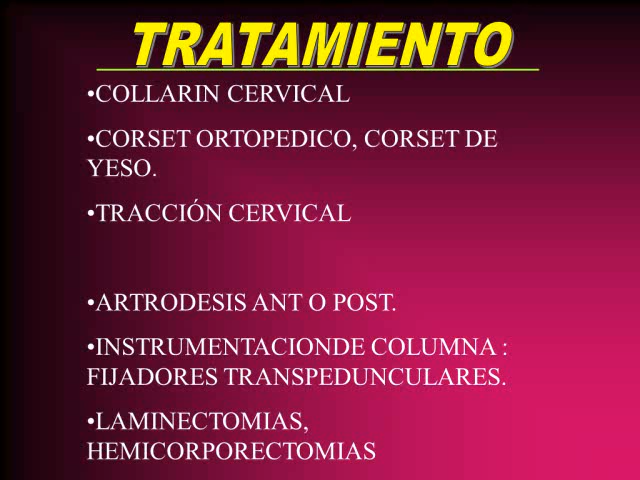 TRATAMIENTO
•COLLARIN CERVICAL
•CORSET ORTOPEDICO, CORSET DE
YESO.
•TRACCIÓN CERVICAL
•ARTRODESIS ANT O POST.
•INSTRUMENTACIONDE COLUMNA :
FIJADORES TRANSPEDUNCULARES.
•LAMINECTOMIAS,
HEMICORPORECTOMIAS